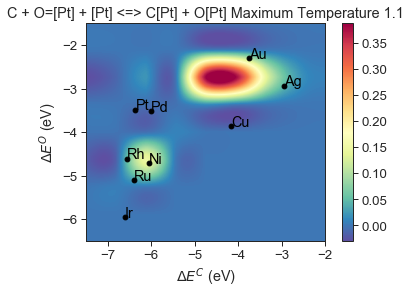 C + O=[Pt] + [Pt] <=> C[Pt] + O[Pt] Maximum Temperature 1.1
−2
−3
−4
−5
−6
ΔE^O (eV)
−7
−6
−5
−4
−3
−2
ΔE^C (eV)
Au
Ag
Pt
Pd
Cu
Rh
Ni
Ru
Ir
0.35
0.30
0.25
0.20
0.15
0.10
0.05
0.00